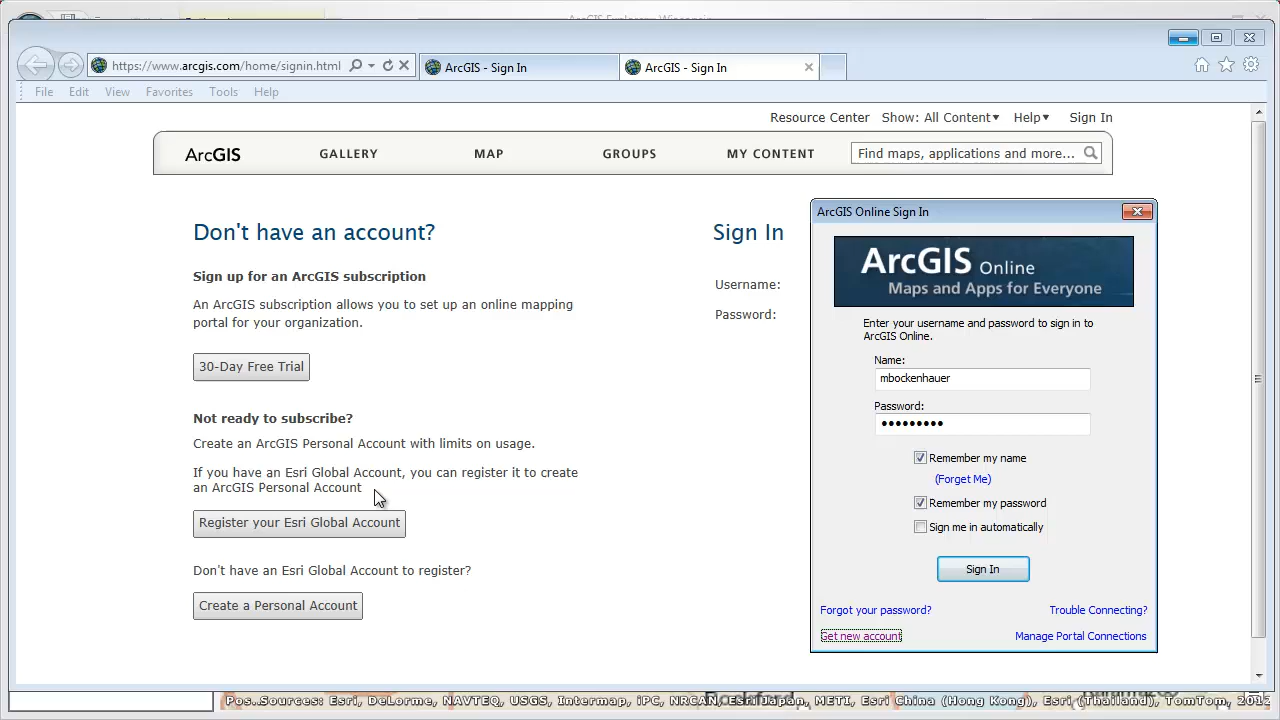 https://www.arcgis.com/home/signin.html
ArcGIS - Sign In
ArcGIS - Sign In
File Edit View Favorites Tools Help
Resource Center Show: All Content Help Sign In
ArcGIS GALLERY MAP GROUPS MY CONTENT Find maps, applications and more...
Don't have an account?
Sign up for an ArcGIS subscription
An ArcGIS subscription allows you to set up an online mapping
portal for your organization.
30-Day Free Trial
Not ready to subscribe?
Create an ArcGIS Personal Account with limits on usage.
If you have an Esri Global Account, you can register it to create
an ArcGIS Personal Account
Register your Esri Global Account
Don't have an Esri Global Account to register?
Create a Personal Account
Sign In
Username:
Password:
ArcGIS Online Sign In
ArcGIS Online
Maps and Apps for Everyone
Enter your username and password to sign in to
ArcGIS Online.
Name:
mbockenhauer
Password:
Remember my name
(Forget Me)
Remember my password
Sign me in automatically
Sign In
Forgot your password? Trouble Connecting?
Get new account Manage Portal Connections
Pos...Sources: Esri, DeLorme, NAVTEQ, USGS, Intermap, iPC, NRCAN, Esri Japan, METI, Esri China (Hong Kong), Esri (Thailand), TomTom, 2012